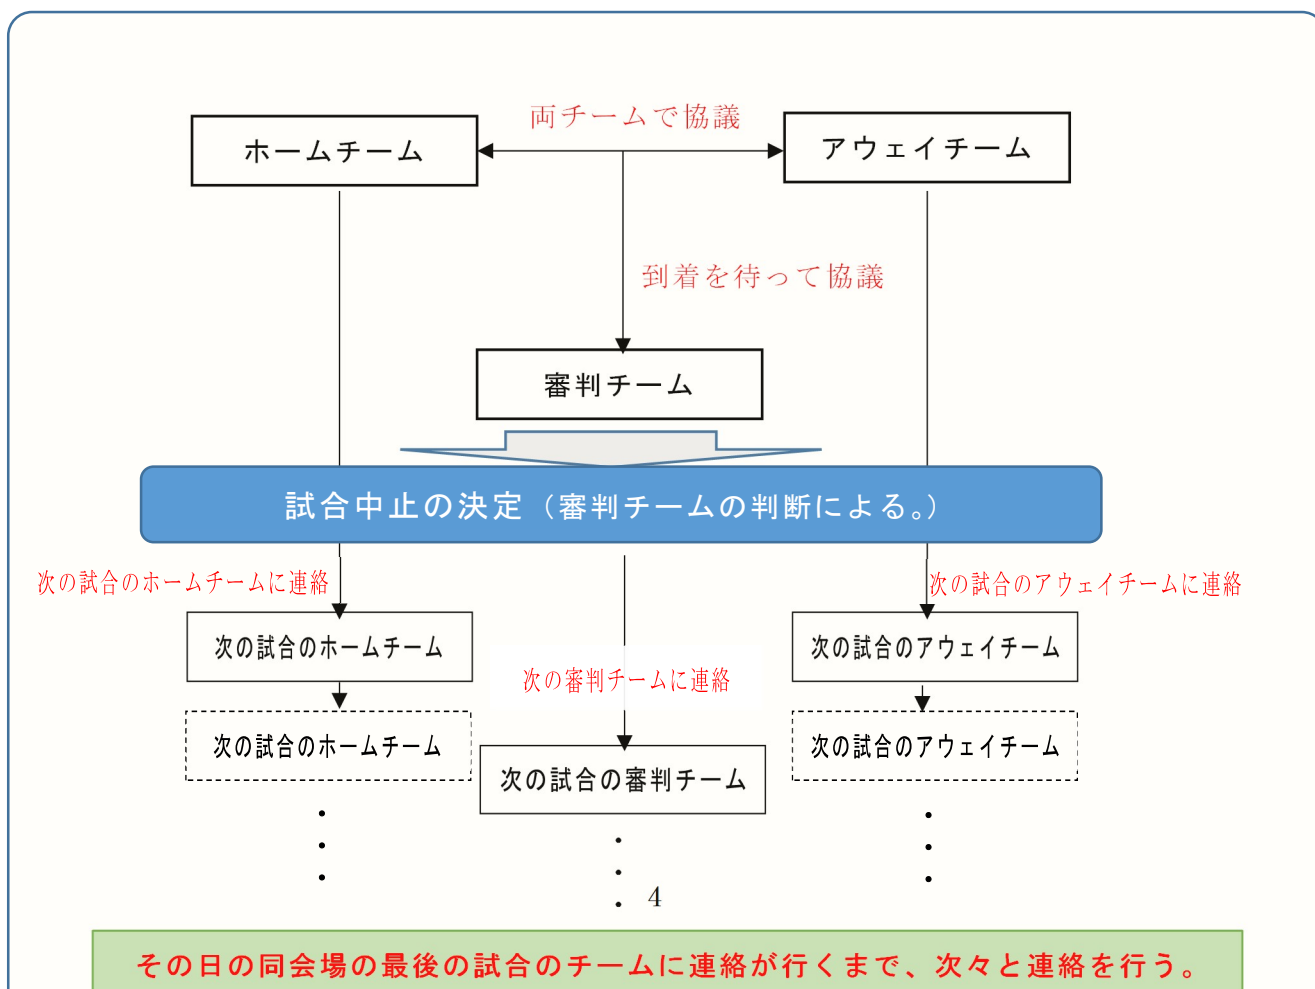 両チームで協議
ホームチーム
アウェイチーム
到着を待って協議
審判チーム
試合中止の決定（審判チームの判断による。）
次の試合のホームチームに連絡
次の試合のアウェイチームに連絡
次の試合のホームチーム
次の試合のアウェイチーム
次の審判チームに連絡
次の試合のホームチーム
次の試合のアウェイチーム
次の試合の審判チーム
4
その日の同会場の最後の試合のチームに連絡が行くまで、次々と連絡を行う。